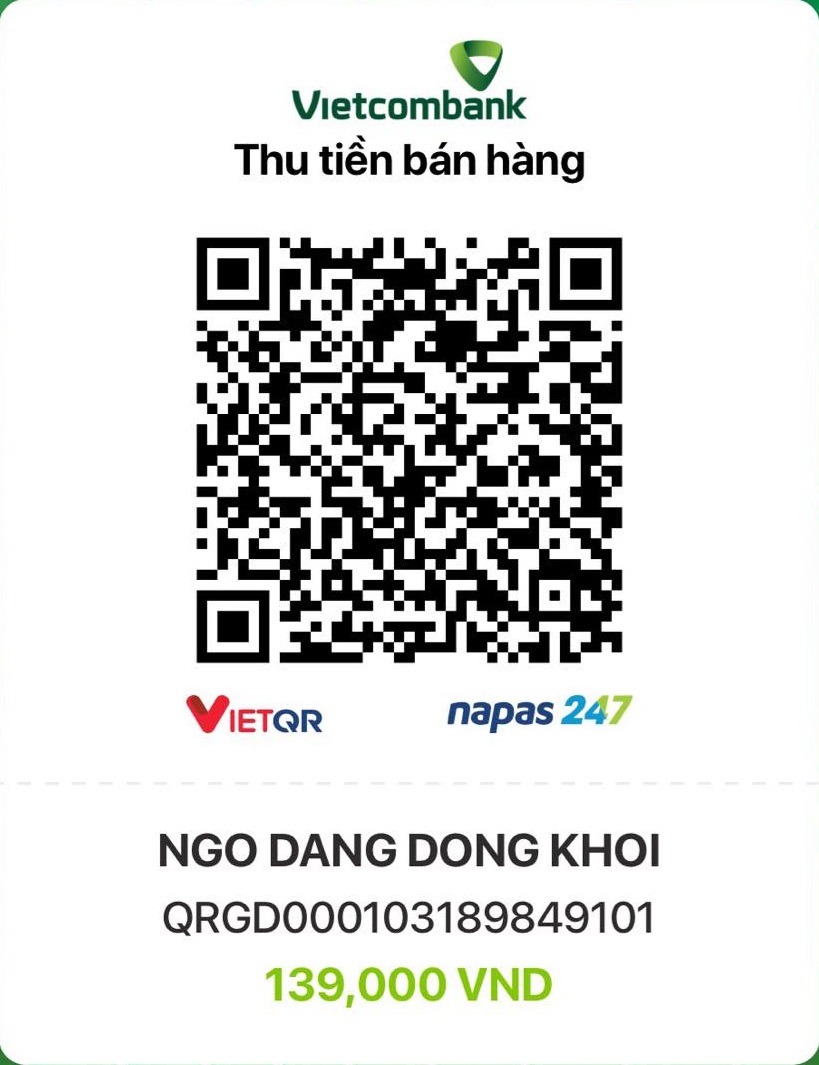 Vietcombank
Thu tiền bán hàng
VIETQR
napas 247
NGO DANG DONG KHOI
QRGD000103189849101
139,000 VND